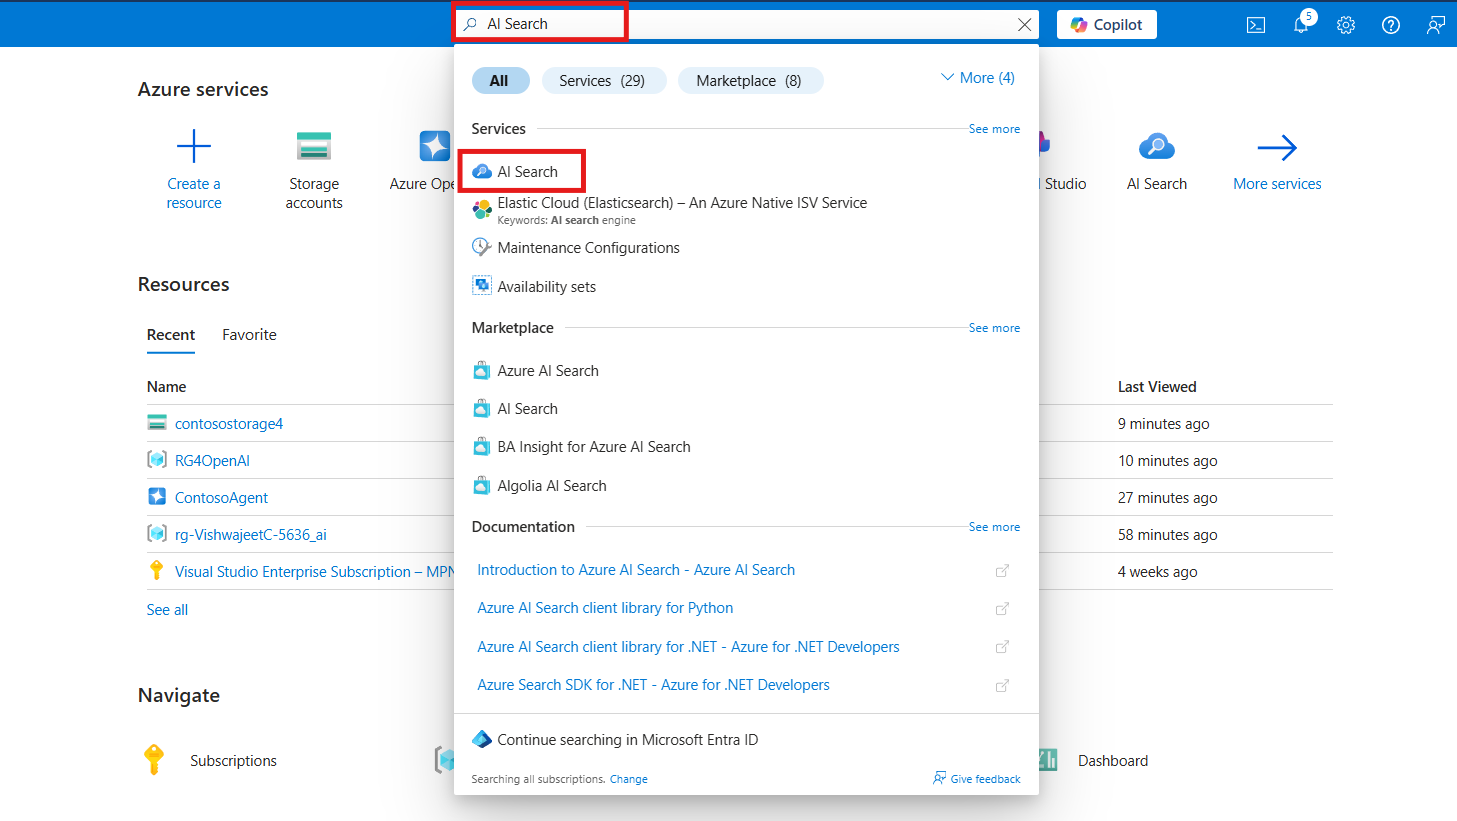 AI Search
Copilot
5
All
Services (29)
Marketplace (8)
More (4)
Azure services
Create a
resource
Storage
accounts
Azure Ope
I Studio
AI Search
More services
Services
See more
AI Search
Elastic Cloud (Elasticsearch) – An Azure Native ISV Service
Keywords: AI search engine
Maintenance Configurations
Availability sets
Marketplace
See more
Azure AI Search
AI Search
BA Insight for Azure AI Search
Algolia AI Search
Documentation
See more
Introduction to Azure AI Search - Azure AI Search
Azure AI Search client library for Python
Azure AI Search client library for .NET - Azure for .NET Developers
Azure Search SDK for .NET - Azure for .NET Developers
Continue searching in Microsoft Entra ID
Searching all subscriptions. Change
Give feedback
Resources
Recent
Favorite
Name
Last Viewed
contosostorage4
9 minutes ago
RG4OpenAI
10 minutes ago
ContosoAgent
27 minutes ago
rg-VishwajeetC-5636_ai
58 minutes ago
Visual Studio Enterprise Subscription – MPN
4 weeks ago
See all
Navigate
Subscriptions
Dashboard